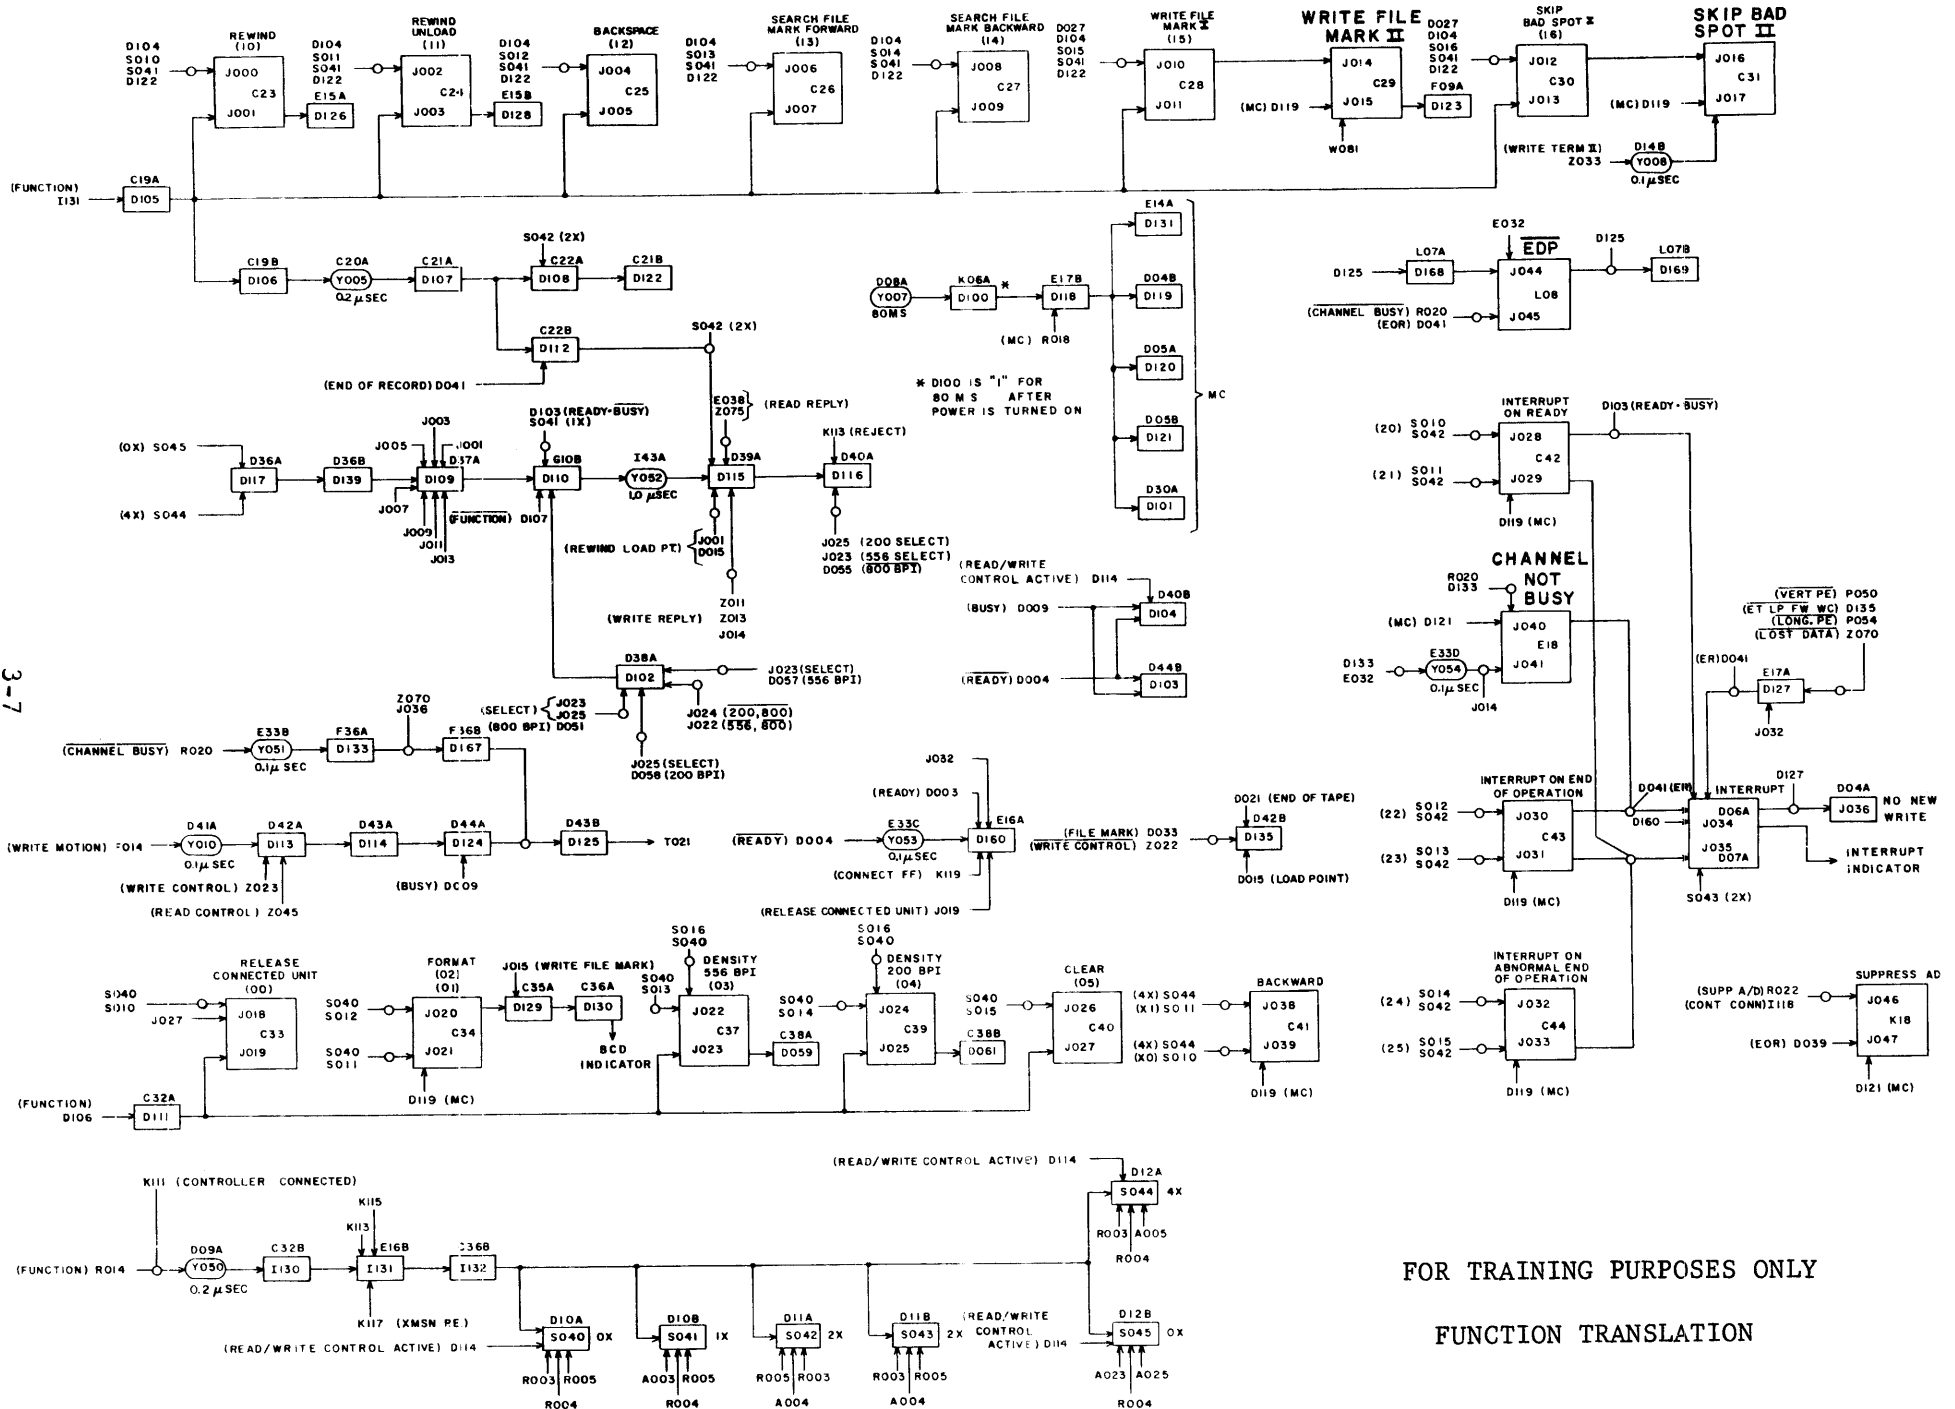 REWIND
(10)
D104
S010
S041
D122
J000
C23
J001
E15A
D126
REWIND
UNLOAD
(11)
D104
S011
S041
D122
J002
C24
J003
E15B
D128
BACKSPACE
(12)
D104
S012
S041
D122
J004
C25
J005
SEARCH FILE
MARK FORWARD
(13)
D104
S013
S041
D122
J006
C26
J007
SEARCH FILE
MARK BACKWARD
(14)
D104
S014
S041
D122
J008
C27
J009
WRITE FILE
MARK I
(15)
D027
D104
S015
S041
D122
J010
C28
J011
WRITE FILE
MARK II
J014
C29
(MC) D119
J015
F09A
D123
W081
SKIP
BAD SPOT I
(16)
D027
D104
S016
S041
D122
J012
C30
J013
SKIP BAD
SPOT II
J016
C31
(MC) D119
J017
(WRITE TERM II)
Z033
D14B
Y008
0.1 µSEC
(FUNCTION)
I131
C19A
D105
C19B
D106
C20A
Y005
0.2 µSEC
C21A
D107
S042 (2X)
C22A
D108
C21B
D122
C22B
D112
(END OF RECORD) D041
S042 (2X)
D08A
Y007
80MS
K06A
D100
*
E17B
D118
(MC) R018
E14A
D131
D04B
D119
D05A
D120
D05B
D121
D30A
D101
MC
* D100 IS "1" FOR
80 MS AFTER
POWER IS TURNED ON
E032
EDP
D125
L07A
D168
J044
L08
J045
D125
L07B
D169
(CHANNEL BUSY) R020
(EOR) D041
(0X) S045
(4X) S044
D36A
D117
D36B
D139
J003
J005
J001
D37A
D109
J007
J009
J011
J013
D103 (READY·BUSY)
S041 (1X)
G10B
D110
(FUNCTION) D107
I43A
Y052
1.0 µSEC
E038
Z075
(READ REPLY)
D39A
D115
(REWIND LOAD PT.)
J001
D015
Z011
(WRITE REPLY) Z013
J014
K113 (REJECT)
D40A
D116
J025 (200 SELECT)
J023 (556 SELECT)
D055 (800 BPI)
(READ/WRITE
CONTROL ACTIVE) D114
D40B
(BUSY) D009
D104
D44B
(READY) D004
D103
INTERRUPT
ON READY
D103 (READY · BUSY)
(20) S010
S042
J028
C42
(21) S011
S042
J029
D119 (MC)
CHANNEL
NOT
BUSY
R020
D133
(MC) D121
J040
E18
J041
D133
E032
E33D
Y054
0.1 µSEC
J014
(VERT PE) P050
(ET LP FW WC) D135
(LONG. PE) P054
(LOST DATA) Z070
(ER) D041
E17A
D127
J032
D38A
D102
J023 (SELECT)
D057 (556 BPI)
(SELECT)
J023
J025
(800 BPI) D051
J024 (200, 800)
J022 (556, 800)
J025 (SELECT)
D058 (200 BPI)
(CHANNEL BUSY) R020
E33B
Y051
0.1 µ SEC
F36A
D133
Z070
J036
F36B
D167
(WRITE MOTION) F014
D41A
Y010
0.1 µ SEC
D42A
D113
D43A
D114
D44A
D124
D43B
D125
T021
(WRITE CONTROL) Z023
(READ CONTROL) Z045
(BUSY) D009
J032
(READY) D003
E16A
(READY) D004
E33C
Y053
0.1 µSEC
D160
(CONNECT FF) K119
(RELEASE CONNECTED UNIT) J019
D021 (END OF TAPE)
(FILE MARK) D033
(WRITE CONTROL) Z022
D42B
D135
D015 (LOAD POINT)
INTERRUPT ON END
OF OPERATION
(22) S012
S042
J030
C43
(23) S013
S042
J031
D119 (MC)
D041 (ER)
D160
INTERRUPT
D06A
J034
J035
D07A
S043 (2X)
D127
D04A
J036
NO NEW
WRITE
INTERRUPT
INDICATOR
RELEASE
CONNECTED UNIT
(00)
S040
S010
J027
J018
C33
J019
FORMAT
(02)
(01)
S040
S012
J020
C34
S040
S011
J021
D119 (MC)
J015 (WRITE FILE MARK)
C35A
D129
C36A
D130
BCD
INDICATOR
S016
S040
DENSITY
556 BPI
(03)
S040
S013
J022
C37
J023
C38A
D059
S016
S040
DENSITY
200 BPI
(04)
S040
S014
J024
C39
J025
C38B
D061
CLEAR
(05)
S040
S015
J026
C40
J027
BACKWARD
(4X) S044
(X1) S011
J038
C41
(4X) S044
(X0) S010
J039
D119 (MC)
INTERRUPT ON
ABNORMAL END
OF OPERATION
(24) S014
S042
J032
C44
(25) S015
S042
J033
D119 (MC)
SUPPRESS AD
(SUPP A/D) R022
(CONT CONN) I118
J046
K18
(EOR) D039
J047
D121 (MC)
(FUNCTION)
D106
C32A
D111
K111 (CONTROLLER CONNECTED)
(FUNCTION) R014
D09A
Y050
0.2 µSEC
C32B
I130
K115
K113
E16B
I131
K117 (XMSN P.E.)
C36B
I132
(READ/WRITE CONTROL ACTIVE) D114
D12A
S044 4X
R003 A005
R004
D10A
S040 0X
(READ/WRITE CONTROL ACTIVE) D114
R003 R005
R004
D10B
S041 1X
A003 R005
R004
D11A
S042 2X
R005 R003
A004
D11B
S043 2X
R003 R005
A004
(READ/WRITE
CONTROL
ACTIVE) D114
D12B
S045 0X
A023 A025
R004
3-7
FOR TRAINING PURPOSES ONLY
FUNCTION TRANSLATION